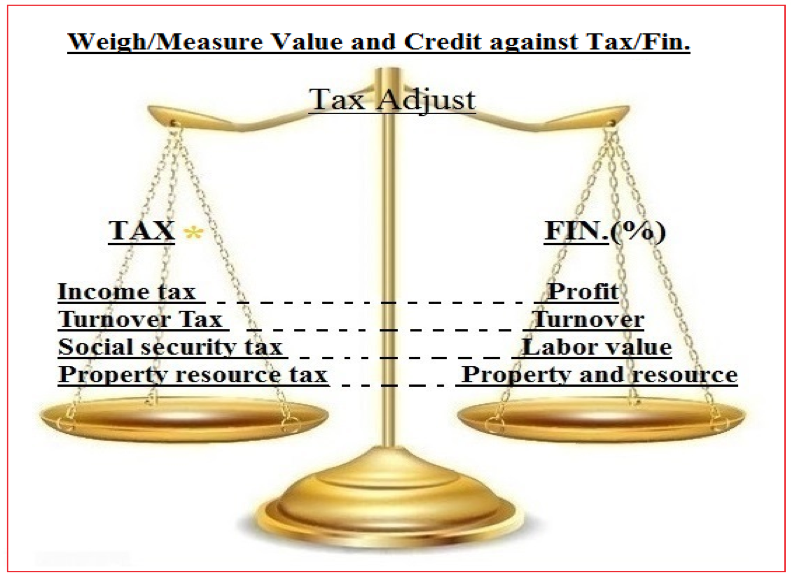 Weigh/Measure Value and Credit against Tax/Fin.
Tax Adjust
TAX * FIN.(%)
Income tax - - - - - - - - - - - - Profit
Turnover Tax - - - - - - - - - - - Turnover
Social security tax - - - - - - - - Labor value
Property resource tax - - - - - Property and resource